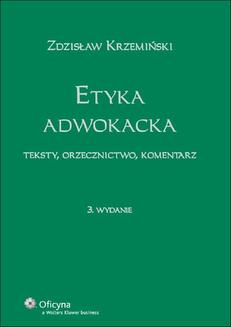 Zdzisław Krzemiński
Etyka
adwokacka
teksty, orzecznictwo, komentarz
3. wydanie
Oficyna
a Wolters Kluwer business